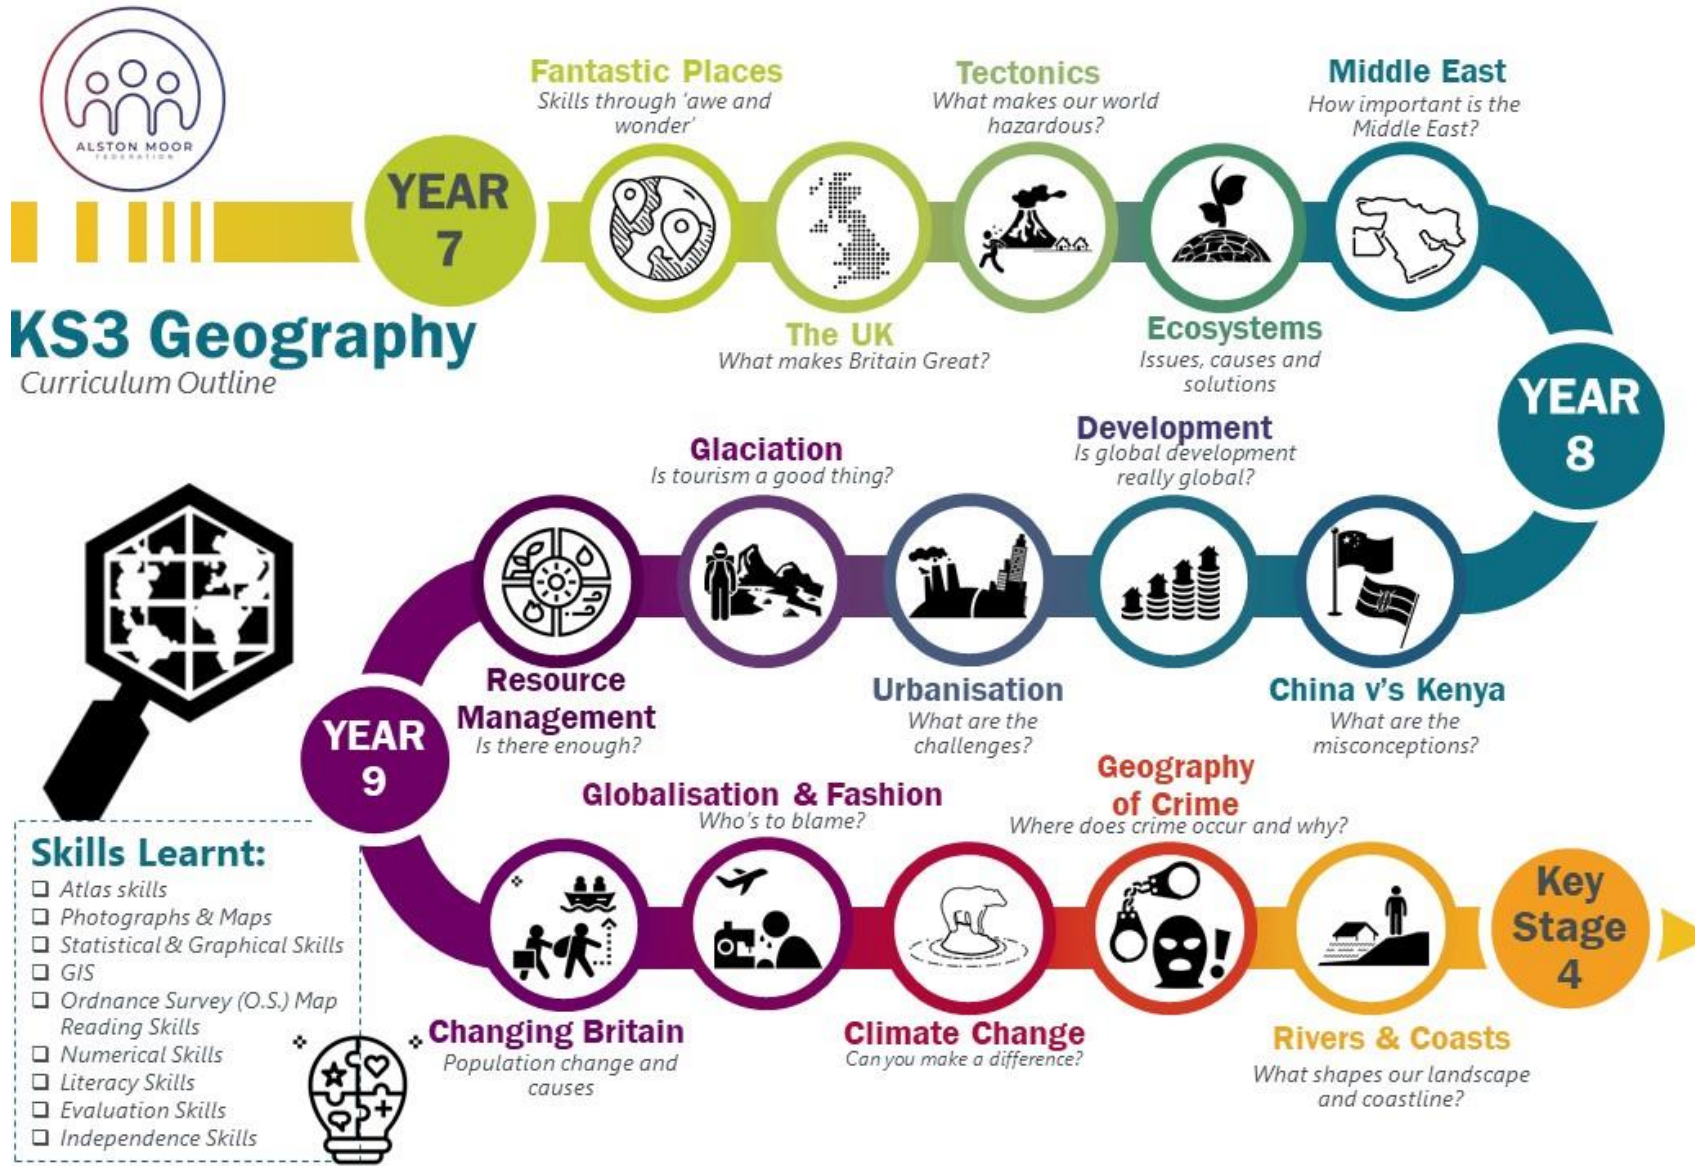 ALSTON MOOR
FEDERATION
Fantastic Places
Skills through 'awe and
wonder'
Tectonics
What makes our world
hazardous?
Middle East
How important is the
Middle East?
YEAR
7
KS3 Geography
Curriculum Outline
The UK
What makes Britain Great?
Ecosystems
Issues, causes and
solutions
YEAR
8
Glaciation
Is tourism a good thing?
Development
Is global development
really global?
Resource
Management
Is there enough?
Urbanisation
What are the
challenges?
China v's Kenya
What are the
misconceptions?
YEAR
9
Globalisation & Fashion
Who's to blame?
Geography
of Crime
Where does crime occur and why?
Key
Stage
4
Changing Britain
Population change and
causes
Climate Change
Can you make a difference?
Rivers & Coasts
What shapes our landscape
and coastline?
Skills Learnt:
Atlas skills
Photographs & Maps
Statistical & Graphical Skills
GIS
Ordnance Survey (O.S.) Map
Reading Skills
Numerical Skills
Literacy Skills
Evaluation Skills
Independence Skills